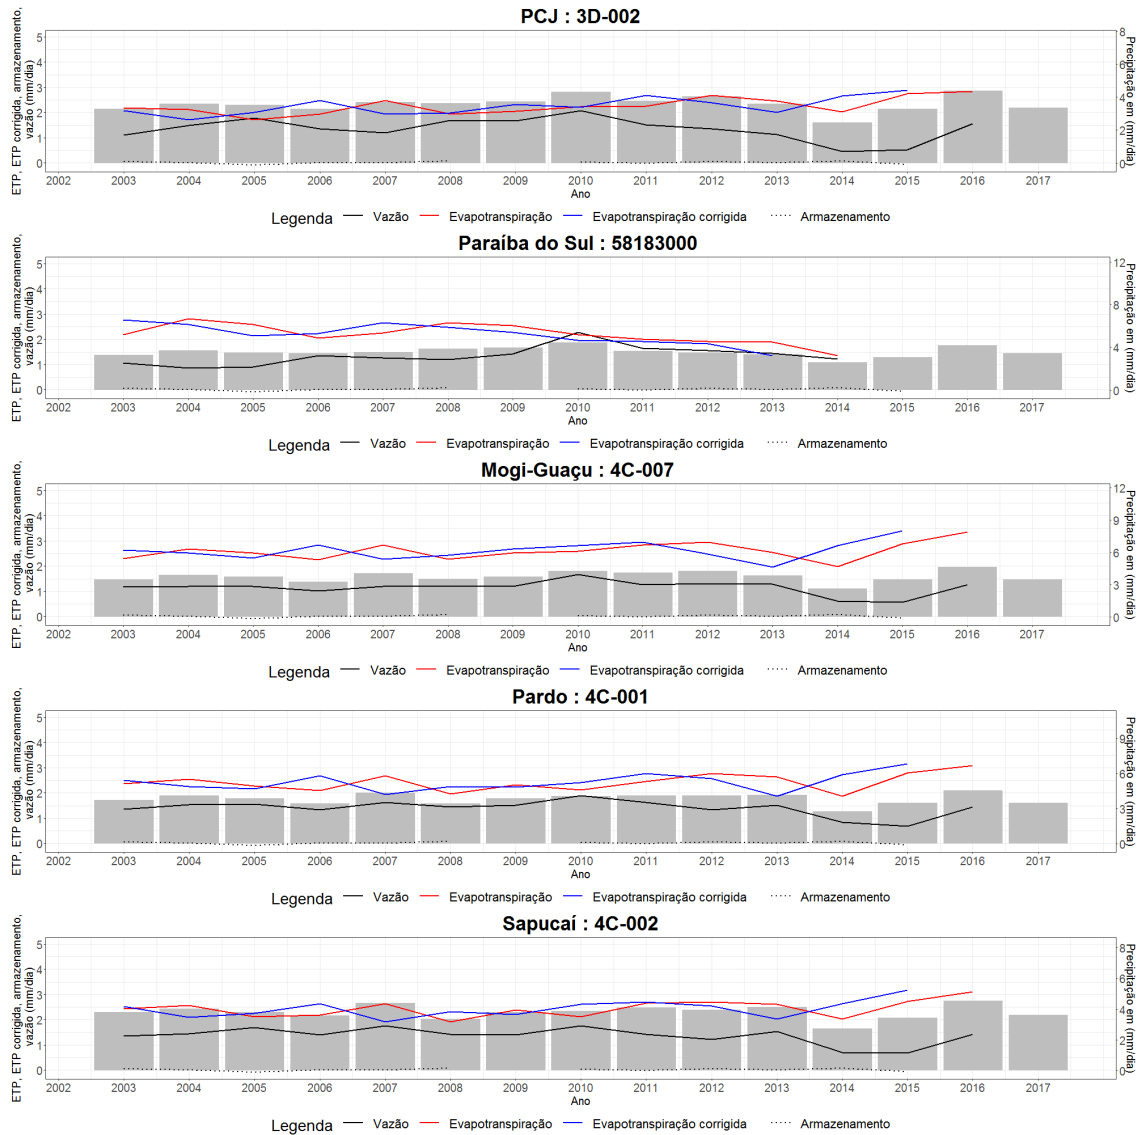 PCJ : 3D-002
ETP, ETP corrigida, armazenamento,
vazão (mm/dia)
5
4
3
2
1
0
8
6
4
2
0
Precipitação em (mm/dia)
2002 2003 2004 2005 2006 2007 2008 2009 2010 2011 2012 2013 2014 2015 2016 2017
Ano
Legenda Vazão Evapotranspiração Evapotranspiração corrigida Armazenamento
Paraíba do Sul : 58183000
ETP, ETP corrigida, armazenamento,
vazão (mm/dia)
5
4
3
2
1
0
12
8
4
0
Precipitação em (mm/dia)
2002 2003 2004 2005 2006 2007 2008 2009 2010 2011 2012 2013 2014 2015 2016 2017
Ano
Legenda Vazão Evapotranspiração Evapotranspiração corrigida Armazenamento
Mogi-Guaçu : 4C-007
ETP, ETP corrigida, armazenamento,
vazão (mm/dia)
5
4
3
2
1
0
12
9
6
3
0
Precipitação em (mm/dia)
2002 2003 2004 2005 2006 2007 2008 2009 2010 2011 2012 2013 2014 2015 2016 2017
Ano
Legenda Vazão Evapotranspiração Evapotranspiração corrigida Armazenamento
Pardo : 4C-001
ETP, ETP corrigida, armazenamento,
vazão (mm/dia)
5
4
3
2
1
0
9
6
3
0
Precipitação em (mm/dia)
2002 2003 2004 2005 2006 2007 2008 2009 2010 2011 2012 2013 2014 2015 2016 2017
Ano
Legenda Vazão Evapotranspiração Evapotranspiração corrigida Armazenamento
Sapucaí : 4C-002
ETP, ETP corrigida, armazenamento,
vazão (mm/dia)
5
4
3
2
1
0
8
6
4
2
0
Precipitação em (mm/dia)
2002 2003 2004 2005 2006 2007 2008 2009 2010 2011 2012 2013 2014 2015 2016 2017
Ano
Legenda Vazão Evapotranspiração Evapotranspiração corrigida Armazenamento